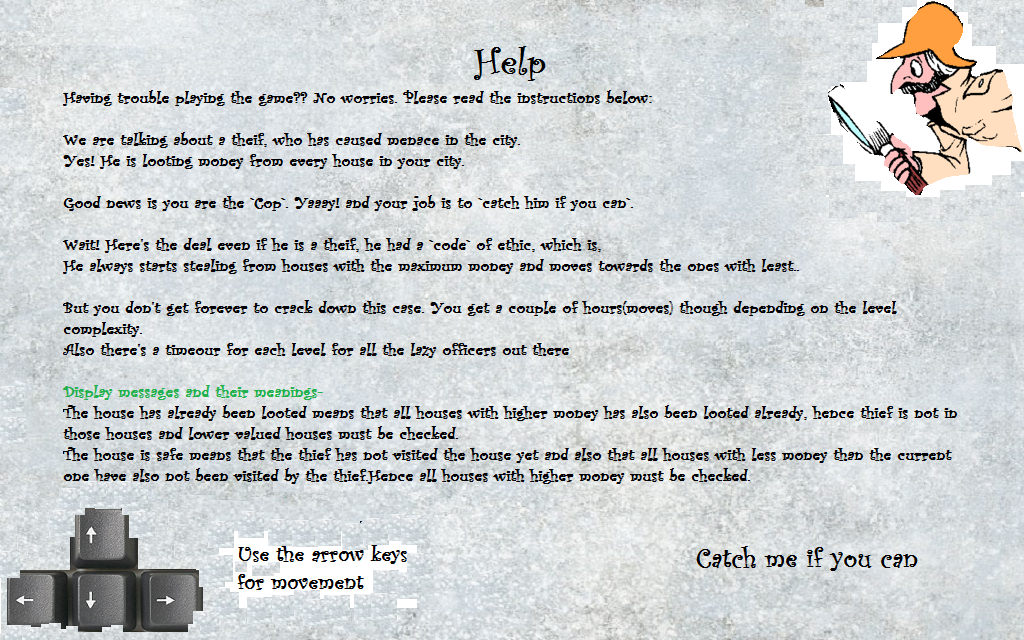 Help
Having trouble playing the game?? No worries. Please read the instructions below:
We are talking about a theif, who has caused menace in the city.
Yes! He is looting money from every house in your city.
Good news is you are the `Cop`. Yaaay! and your job is to `catch him if you can`.
Wait! Here's the deal even if he is a theif, he had a `code` of ethic, which is,
He always starts stealing from houses with the maximum money and moves towards the ones with least..
But you don't get forever to crack down this case. You get a couple of hours(moves) though depending on the level
complexity.
Also there's a timeour for each level for all the lazy officers out there
Display messages and their meanings-
The house has already been looted means that all houses with higher money has also been looted already, hence thief is not in
those houses and lower valued houses must be checked.
The house is safe means that the thief has not visited the house yet and also that all houses with less money than the current
one have also not been visited by the thief.Hence all houses with higher money must be checked.
Use the arrow keys
for movement
Catch me if you can